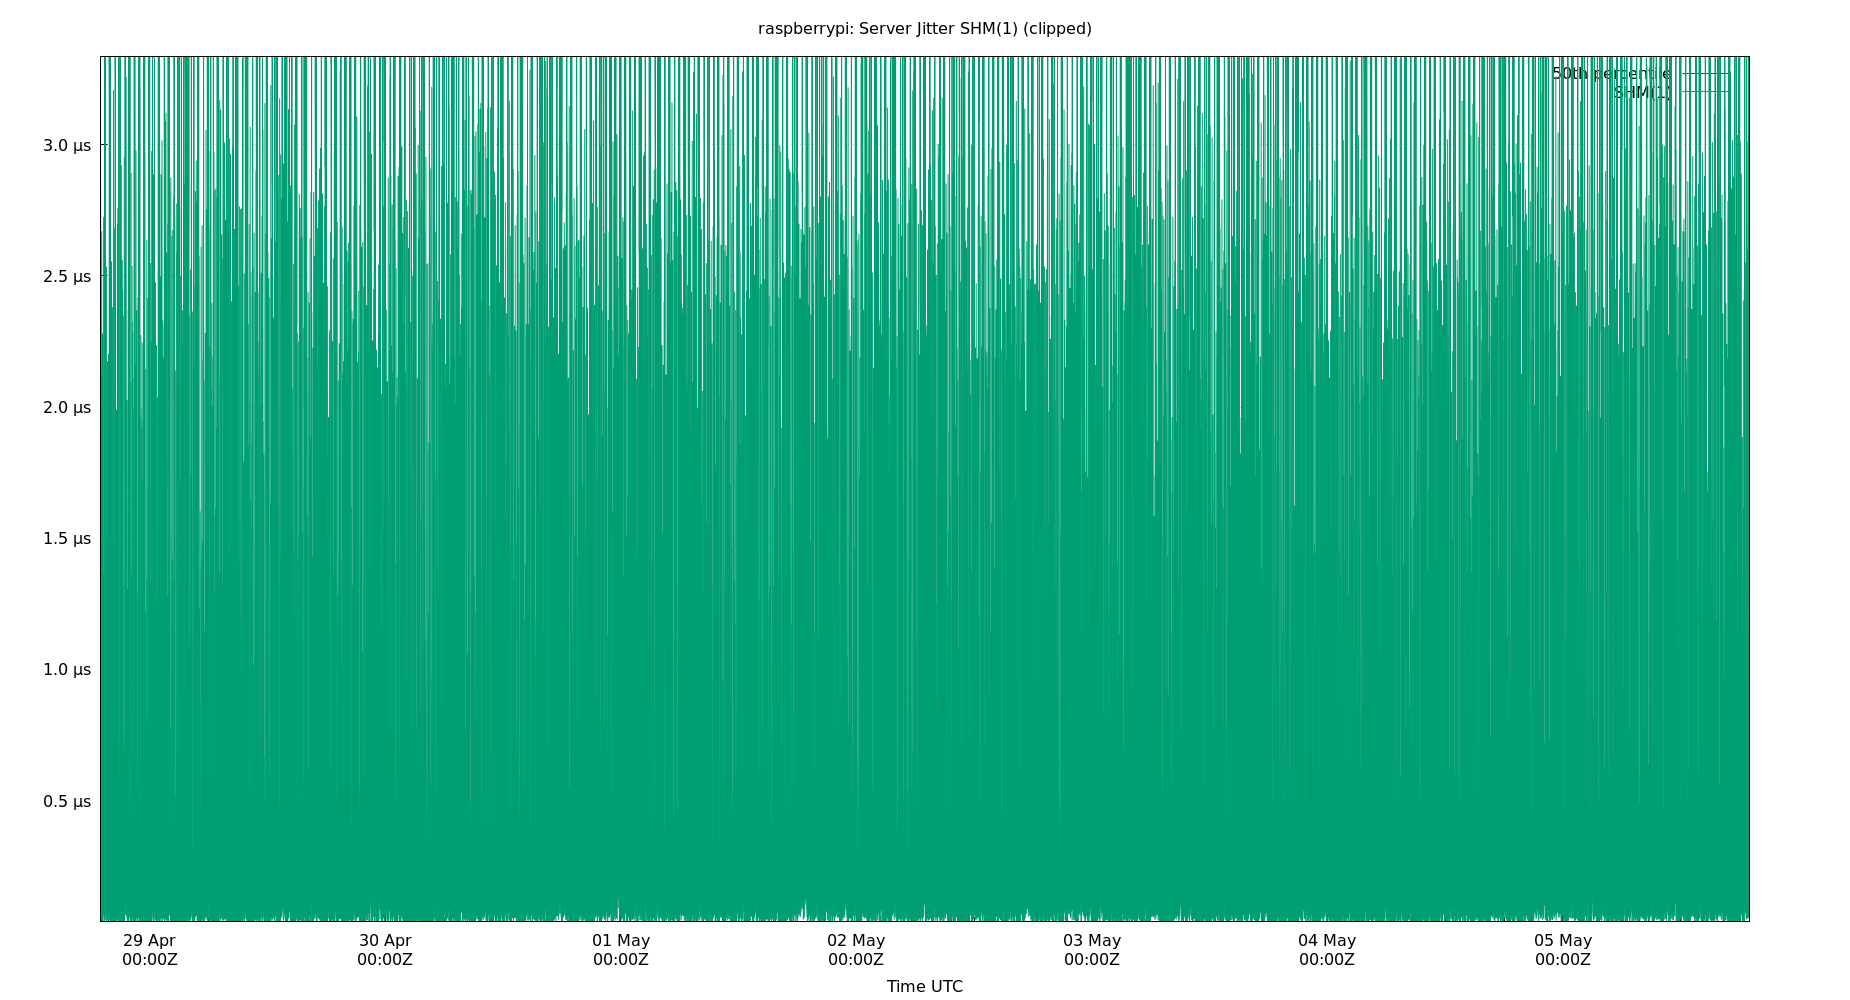 raspberrypi: Server Jitter SHM(1) (clipped)
50th percentile
SHM(1)
3.0 µs
2.5 µs
2.0 µs
1.5 µs
1.0 µs
0.5 µs
29 Apr 30 Apr 01 May 02 May 03 May 04 May 05 May
00:00Z 00:00Z 00:00Z 00:00Z 00:00Z 00:00Z 00:00Z
Time UTC